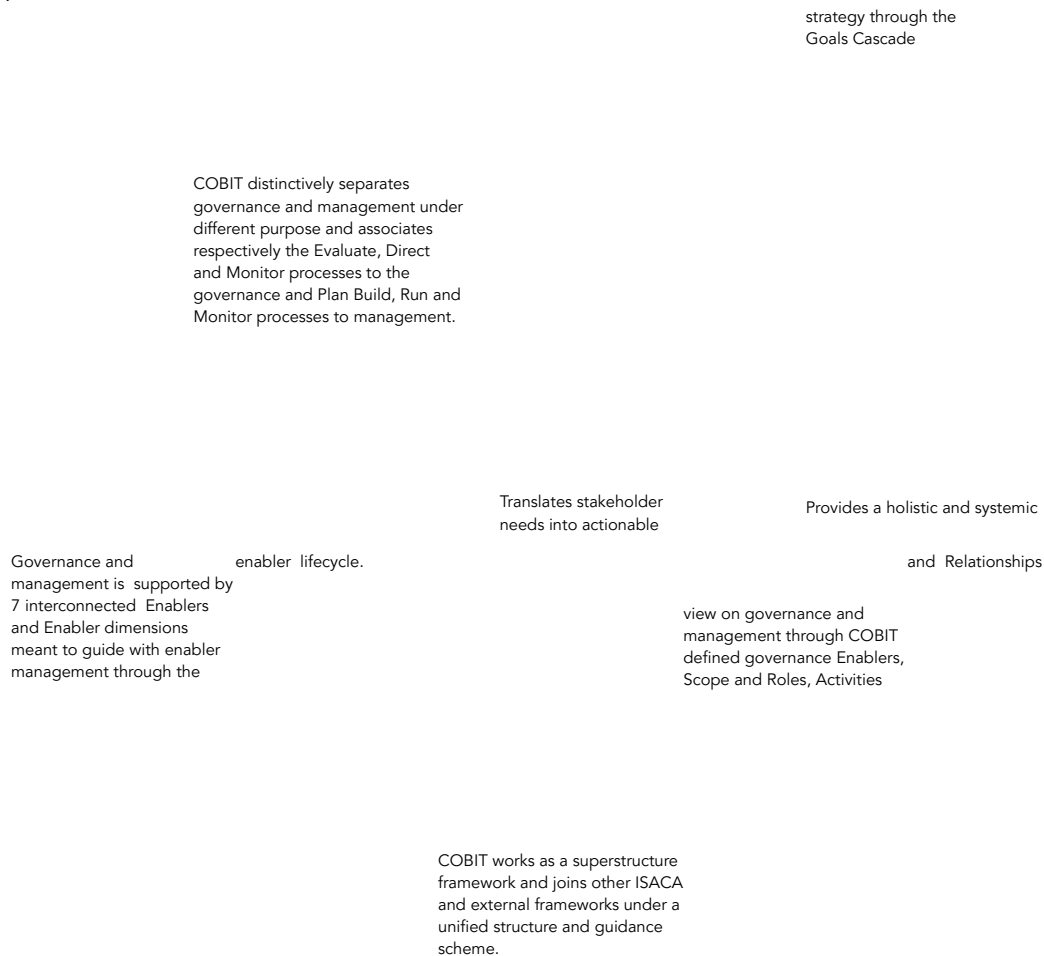 strategy through the
Goals Cascade
COBIT distinctively separates
governance and management under
different purpose and associates
respectively the Evaluate, Direct
and Monitor processes to the
governance and Plan Build, Run and
Monitor processes to management.
Translates stakeholder
needs into actionable
Provides a holistic and systemic
Governance and
management is supported by
7 interconnected Enablers
and Enabler dimensions
meant to guide with enabler
management through the
enabler lifecycle.
and Relationships
view on governance and
management through COBIT
defined governance Enablers,
Scope and Roles, Activities
COBIT works as a superstructure
framework and joins other ISACA
and external frameworks under a
unified structure and guidance
scheme.